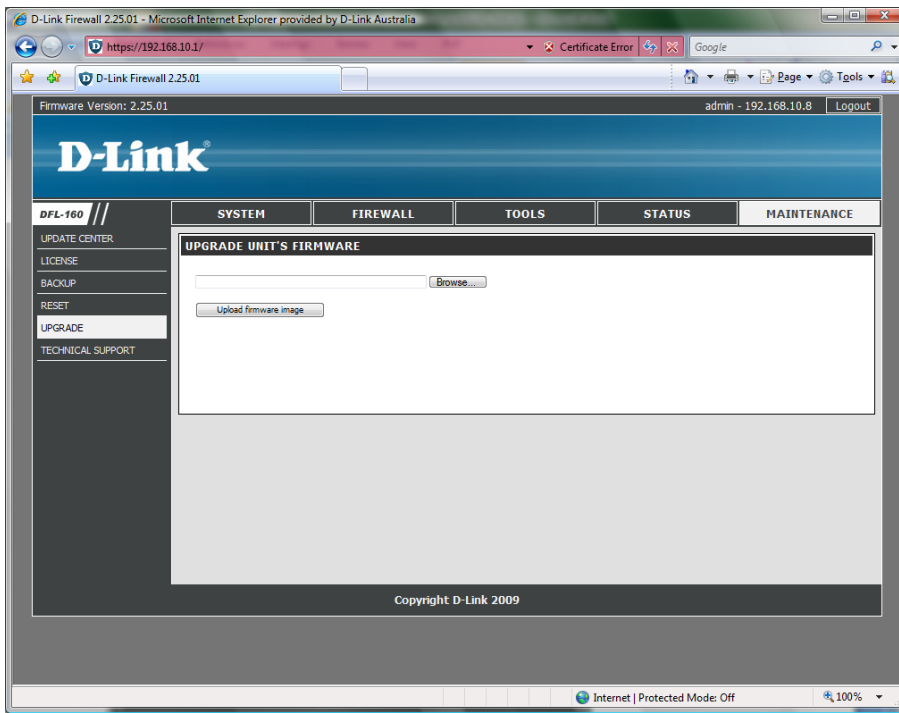 D-Link Firewall 2.25.01 - Microsoft Internet Explorer provided by D-Link Australia
https://192.168.10.1/
Certificate Error
Google
D-Link Firewall 2.25.01
Page
Tools
Firmware Version: 2.25.01
admin - 192.168.10.8
Logout
D-Link®
DFL-160
SYSTEM
FIREWALL
TOOLS
STATUS
MAINTENANCE
UPDATE CENTER
LICENSE
BACKUP
RESET
UPGRADE
TECHNICAL SUPPORT
UPGRADE UNIT'S FIRMWARE
Browse...
Upload firmware image
Copyright D-Link 2009
Internet | Protected Mode: Off
100%